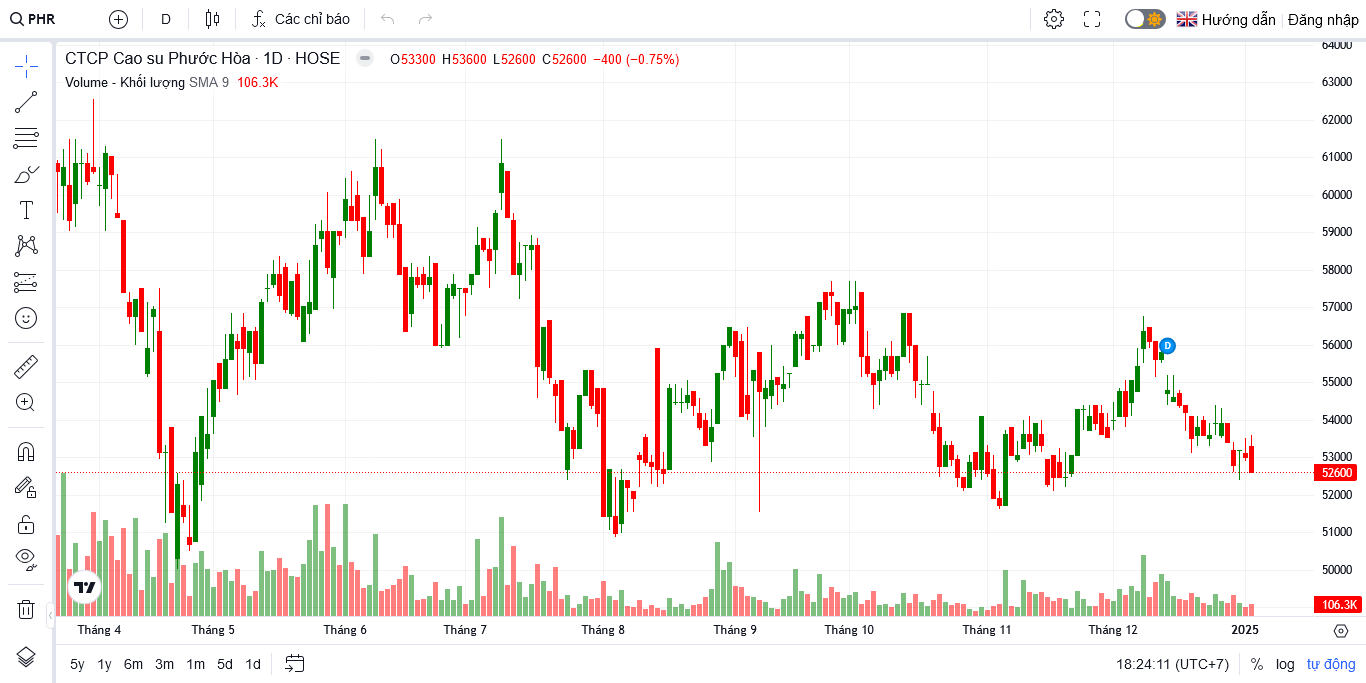 PHR D Các chỉ báo Hướng dẫn Đăng nhập
CTCP Cao su Phước Hòa · 1D · HOSE O53300 H53600 L52600 C52600 −400 (−0.75%)
Volume - Khối lượng SMA 9 106.3K
64000
63000
62000
61000
60000
59000
58000
57000
56000
D
55000
54000
53000
52600
52000
51000
50000
106.3K
Tháng 4 Tháng 5 Tháng 6 Tháng 7 Tháng 8 Tháng 9 Tháng 10 Tháng 11 Tháng 12 2025
5y 1y 6m 3m 1m 5d 1d 18:24:11 (UTC+7) % log tự động